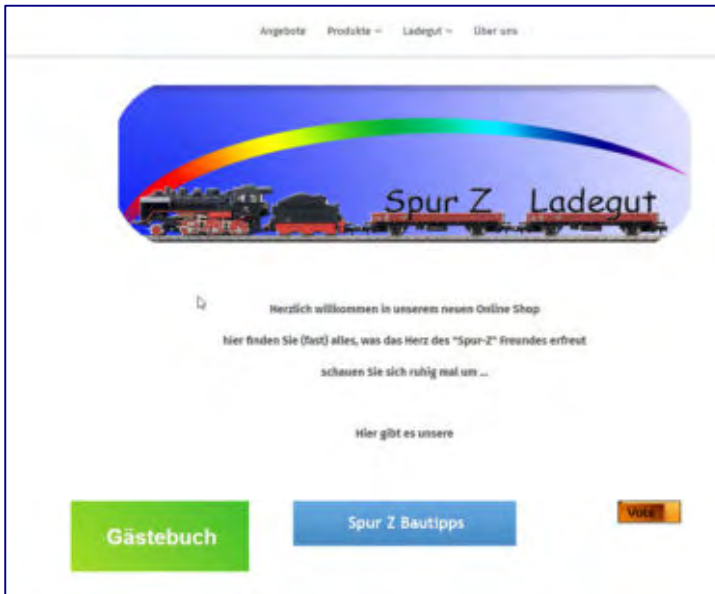 Angebote Produkte Ladegut Über uns
Spur Z Ladegut
Herzlich willkommen in unserem neuen Online Shop
hier finden Sie (fast) alles, was das Herz des "Spur-Z" Freundes erfreut
schauen Sie sich ruhig mal um ...
Hier gibt es unsere
Gästebuch Spur Z Bautipps Vote